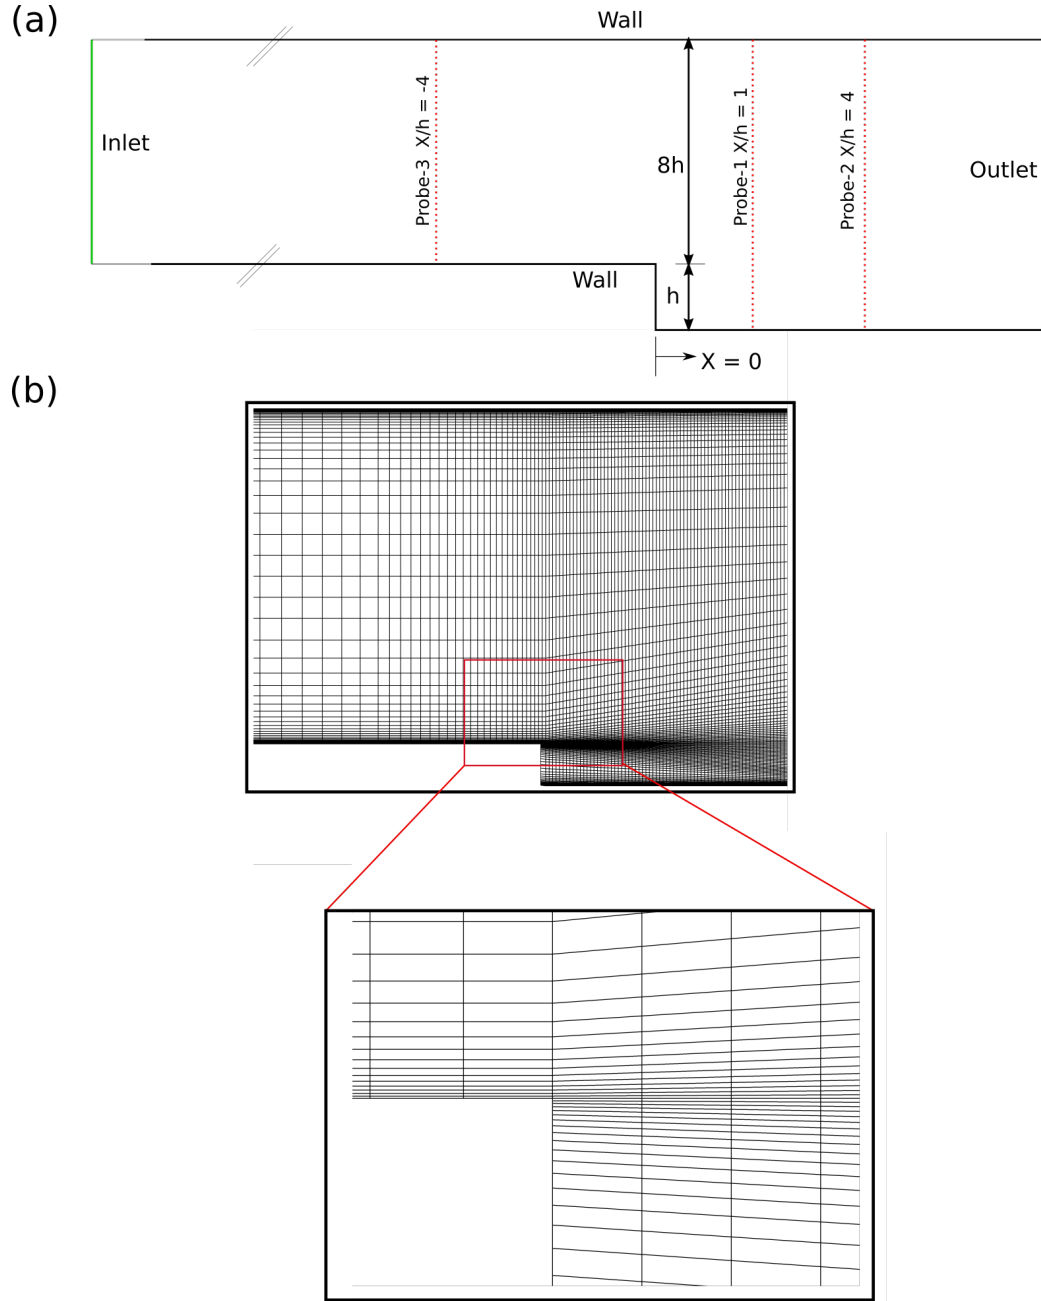 (a)
Wall
Inlet
Probe-3  X/h = -4
8h
Probe-1 X/h = 1
Probe-2 X/h = 4
Outlet
Wall
h
X = 0
(b)